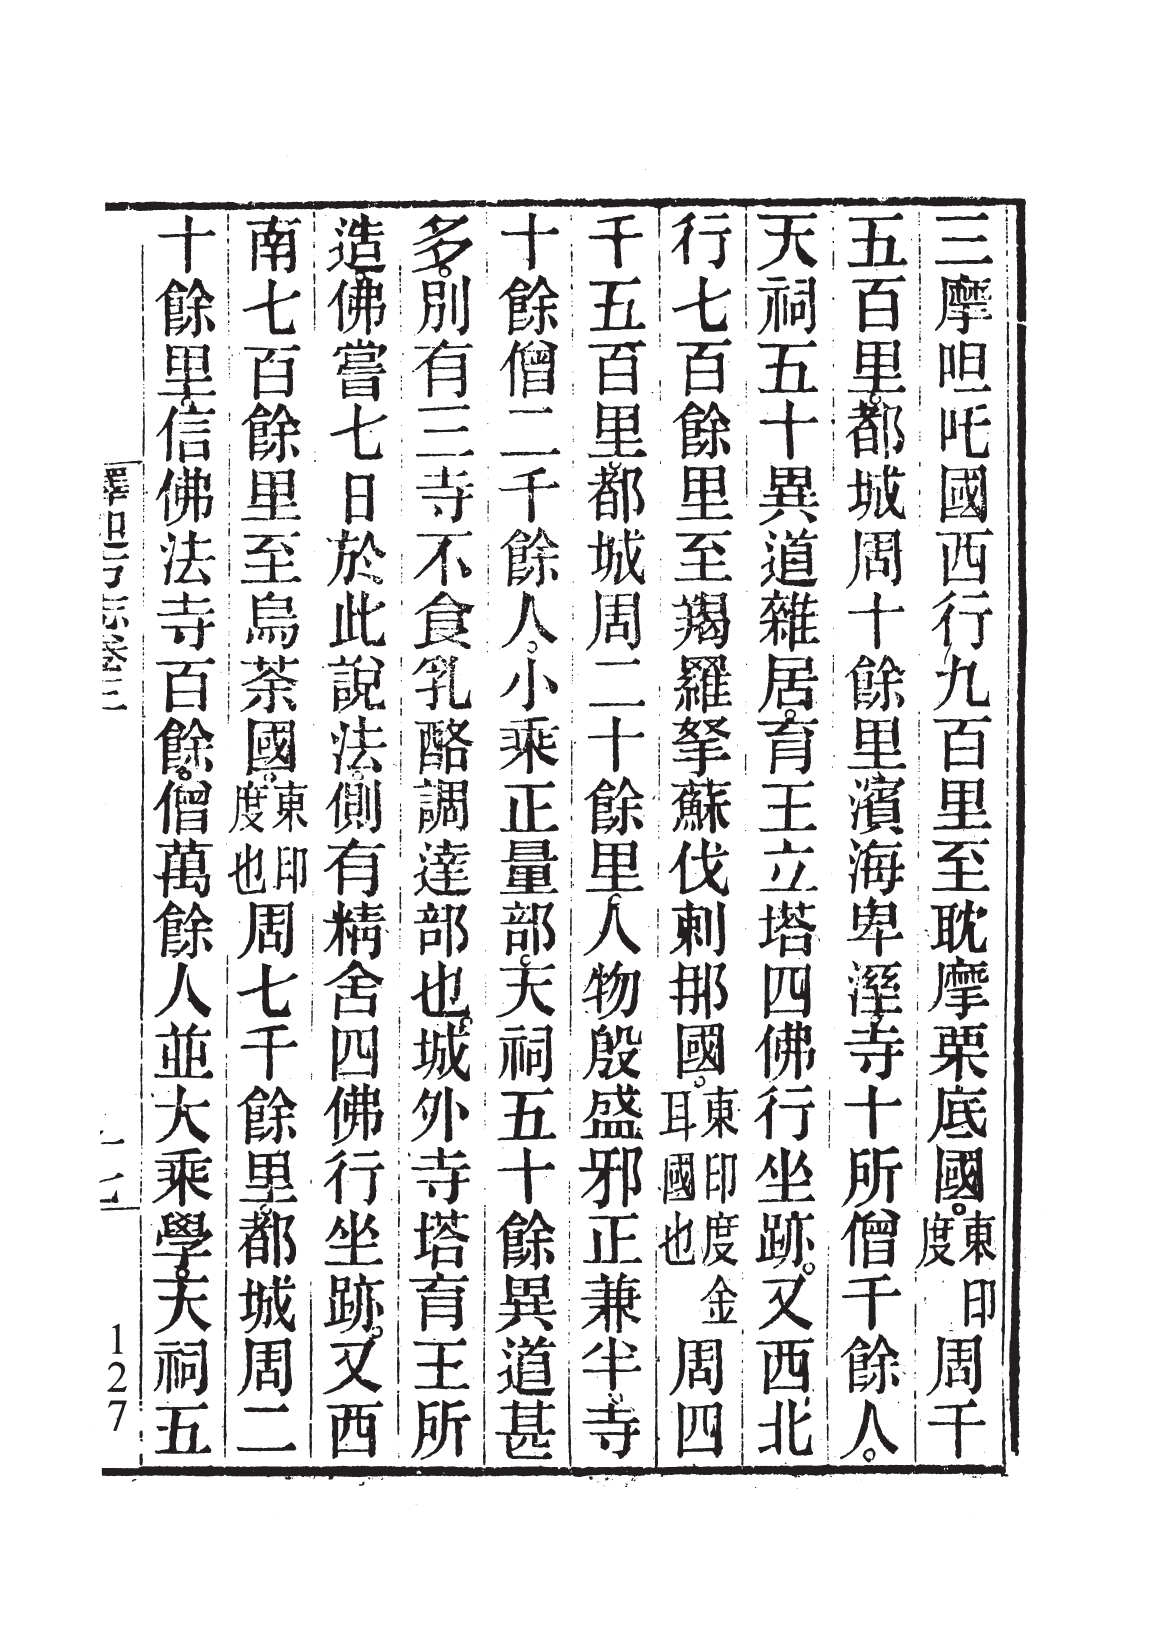 三摩呾吒國西行九百里至耽摩栗底國。東印度周千
五百里。都城周十餘里濱海卑溼。寺十所僧千餘人。
天祠五十異道雜居。育王立塔四佛行坐跡。又西北
行七百餘里至羯羅拏蘇伐剌那國。東印度金耳國也周四
千五百里。都城周二十餘里。人物殷盛邪正兼半。寺
十餘僧二千餘人。小乘正量部。天祠五十餘異道甚
多。別有三寺不食乳酪調達部也。城外寺塔育王所
造。佛嘗七日於此說法。側有精舍四佛行坐跡。又西
南七百餘里至烏荼國。東印度也周七千餘里。都城周二
十餘里。信佛法寺百餘。僧萬餘人並大乘學。天祠五
釋迦方志卷三
十七
127